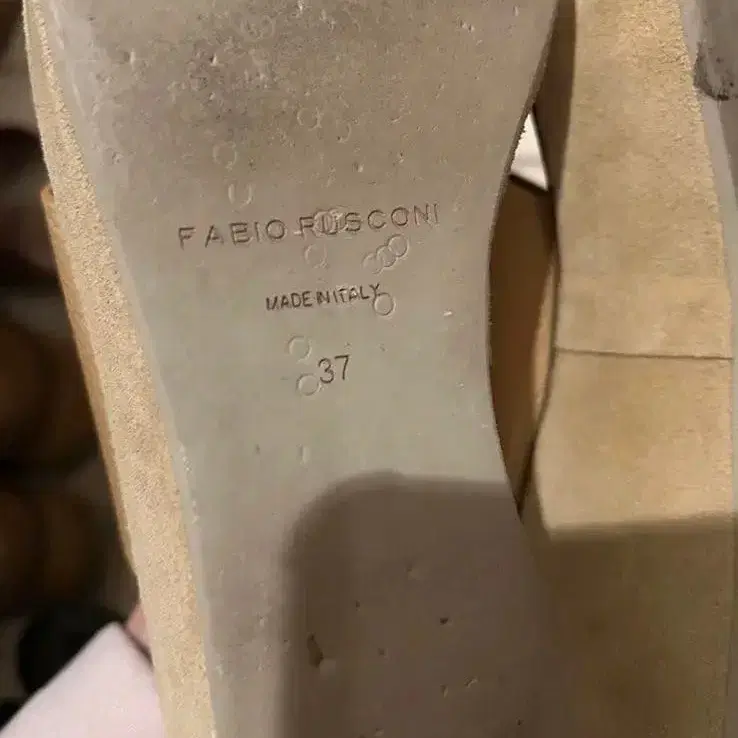 FABIO RUSCONI
MADE IN ITALY
37